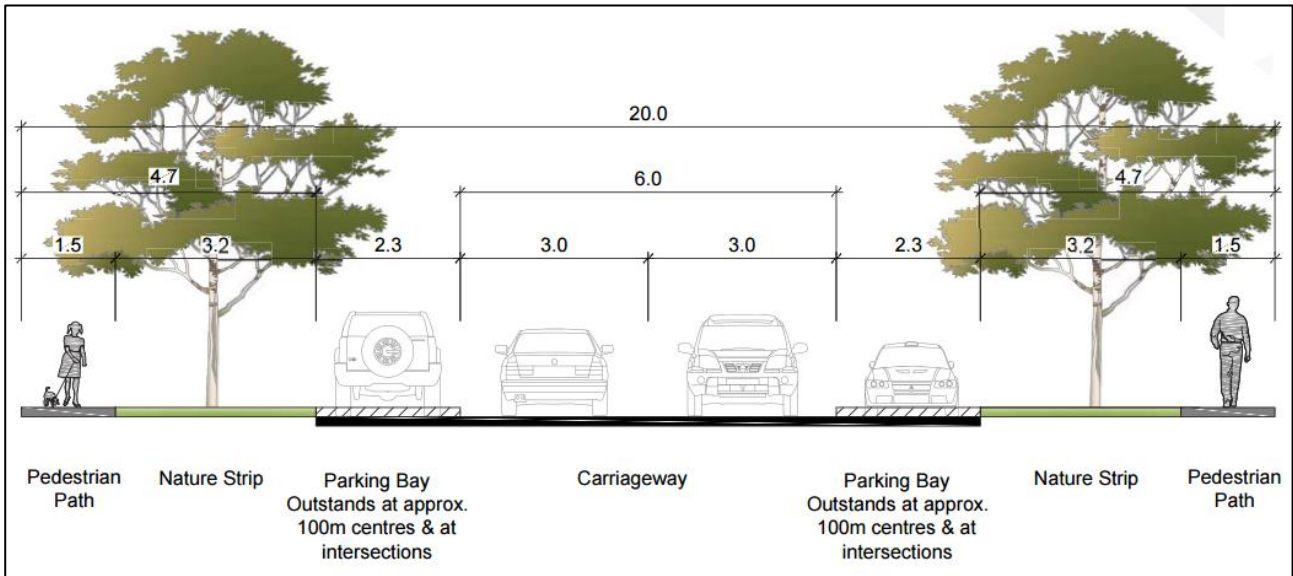 20.0
4.7
6.0
4.7
1.5
3.2
2.3
3.0
3.0
2.3
3.2
1.5
Pedestrian
Path
Nature Strip
Parking Bay
Outstands at approx.
100m centres & at
intersections
Carriageway
Parking Bay
Outstands at approx.
100m centres & at
intersections
Nature Strip
Pedestrian
Path